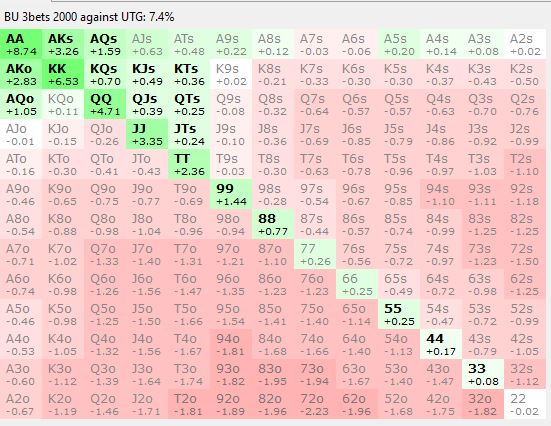 BU 3bets 2000 against UTG: 7.4%
AA AKs AQs AJs ATs A9s A8s A7s A6s A5s A4s A3s A2s
+8.74 +3.26 +1.59 +0.63 +0.48 +0.22 +0.12 -0.03 -0.06 +0.20 +0.14 +0.08 +0.02
AKo KK KQs KJs KTs K9s K8s K7s K6s K5s K4s K3s K2s
+2.83 +6.53 +0.70 +0.49 +0.36 +0.02 -0.21 -0.33 -0.30 -0.30 -0.37 -0.43 -0.50
AQo KQo QQ QJs QTs Q9s Q8s Q7s Q6s Q5s Q4s Q3s Q2s
+1.05 +0.11 +4.71 +0.39 +0.25 -0.08 -0.32 -0.64 -0.57 -0.57 -0.63 -0.70 -0.76
AJo KJo QJo JJ JTs J9s J8s J7s J6s J5s J4s J3s J2s
-0.01 -0.15 -0.26 +3.35 +0.24 -0.10 -0.36 -0.69 -0.85 -0.79 -0.86 -0.92 -0.99
ATo KTo QTo JTo TT T9s T8s T7s T6s T5s T4s T3s T2s
-0.16 -0.30 -0.41 -0.43 +2.36 -0.03 -0.30 -0.63 -0.78 -0.96 -0.97 -1.03 -1.10
A9o K9o Q9o J9o T9o 99 98s 97s 96s 95s 94s 93s 92s
-0.46 -0.65 -0.75 -0.77 -0.69 +1.44 -0.28 -0.54 -0.67 -0.85 -1.10 -1.11 -1.18
A8o K8o Q8o J8o T8o 98o 88 87s 86s 85s 84s 83s 82s
-0.54 -0.88 -0.98 -1.04 -0.96 -0.94 +0.77 -0.44 -0.57 -0.74 -0.99 -1.25 -1.25
A7o K7o Q7o J7o T7o 97o 87o 77 76s 75s 74s 73s 72s
-0.71 -1.02 -1.33 -1.40 -1.31 -1.21 -1.10 +0.26 -0.56 -0.72 -0.97 -1.23 -1.50
A6o K6o Q6o J6o T6o 96o 86o 76o 66 65s 64s 63s 62s
-0.74 -0.98 -1.26 -1.56 -1.47 -1.35 -1.23 -1.23 +0.25 -0.49 -0.72 -0.98 -1.25
A5o K5o Q5o J5o T5o 95o 85o 75o 65o 55 54s 53s 52s
-0.46 -0.98 -1.25 -1.50 -1.66 -1.54 -1.41 -1.40 -1.14 +0.25 -0.47 -0.72 -0.99
A4o K4o Q4o J4o T4o 94o 84o 74o 64o 54o 44 43s 42s
-0.53 -1.05 -1.32 -1.56 -1.67 -1.81 -1.68 -1.66 -1.40 -1.13 +0.17 -0.79 -1.05
A3o K3o Q3o J3o T3o 93o 83o 73o 63o 53o 43o 33 32s
-0.60 -1.12 -1.39 -1.64 -1.74 -1.82 -1.95 -1.94 -1.67 -1.40 -1.47 +0.08 -1.12
A2o K2o Q2o J2o T2o 92o 82o 72o 62o 52o 42o 32o 22
-0.67 -1.19 -1.46 -1.71 -1.81 -1.89 -1.96 -2.23 -1.96 -1.68 -1.75 -1.82 -0.02